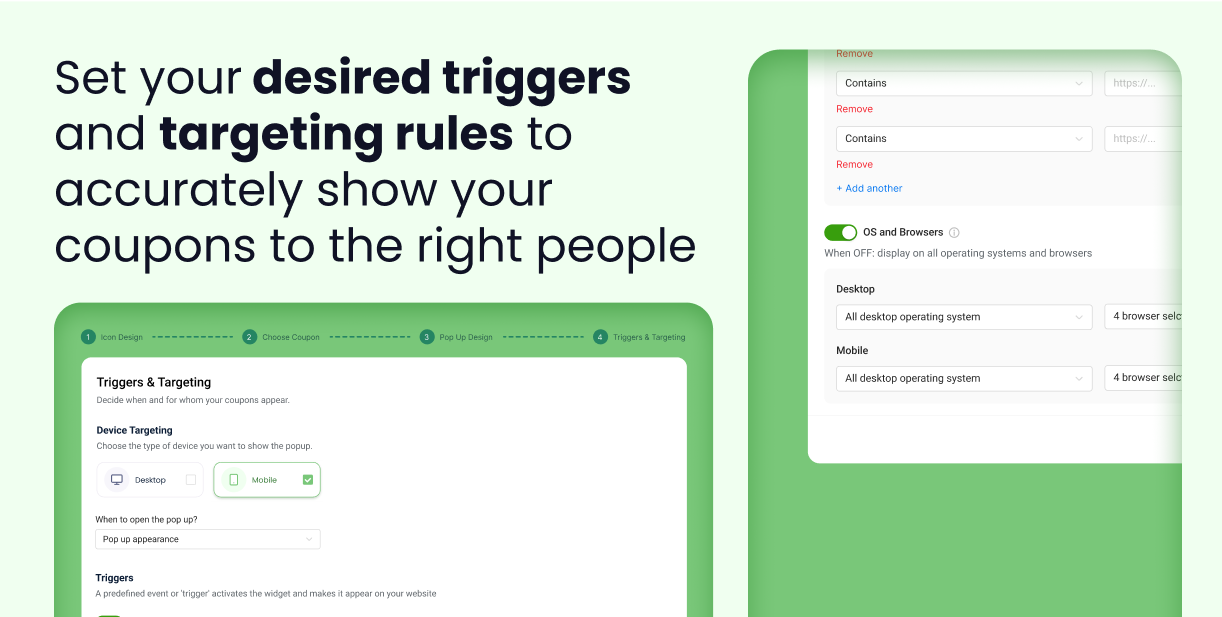 Set your desired triggers
and targeting rules to
accurately show your
coupons to the right people
1 Icon Design 2 Choose Coupon 3 Pop Up Design 4 Triggers & Targeting
Triggers & Targeting
Decide when and for whom your coupons appear.
Device Targeting
Choose the type of device you want to show the popup.
Desktop Mobile
When to open the pop up?
Pop up appearance
Triggers
A predefined event or 'trigger' activates the widget and makes it appear on your website
Remove
Contains https://...
Remove
Contains https://...
Remove
+ Add another
OS and Browsers
When OFF: display on all operating systems and browsers
Desktop
All desktop operating system 4 browser selc
Mobile
All desktop operating system 4 browser selc